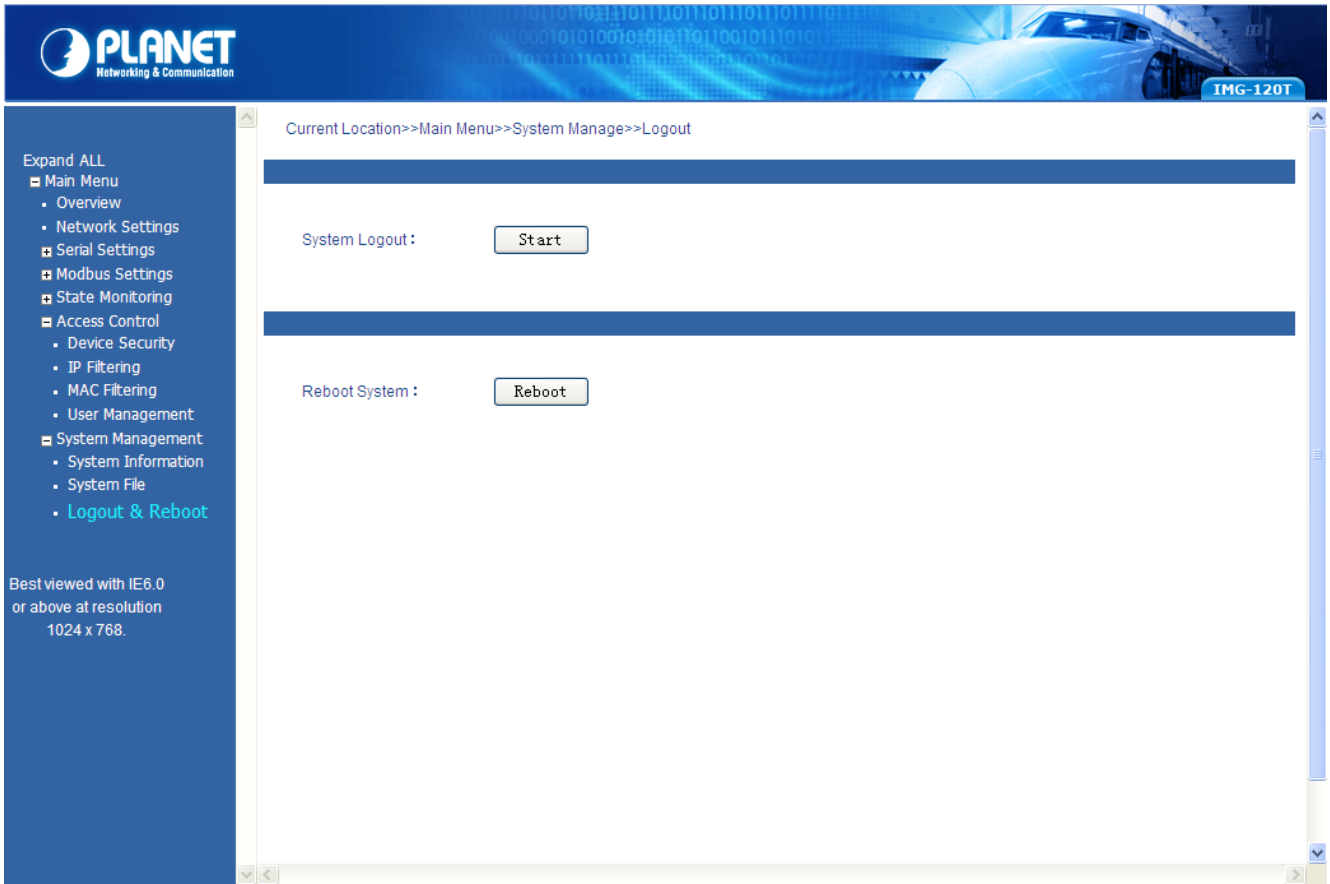 PLANET
Networking & Communication
IMG-120T
Expand ALL
Main Menu
Overview
Network Settings
Serial Settings
Modbus Settings
State Monitoring
Access Control
Device Security
IP Filtering
MAC Filtering
User Management
System Management
System Information
System File
Logout & Reboot
Best viewed with IE6.0
or above at resolution
1024 x 768.
Current Location>>Main Menu>>System Manage>>Logout
System Logout: Start
Reboot System: Reboot